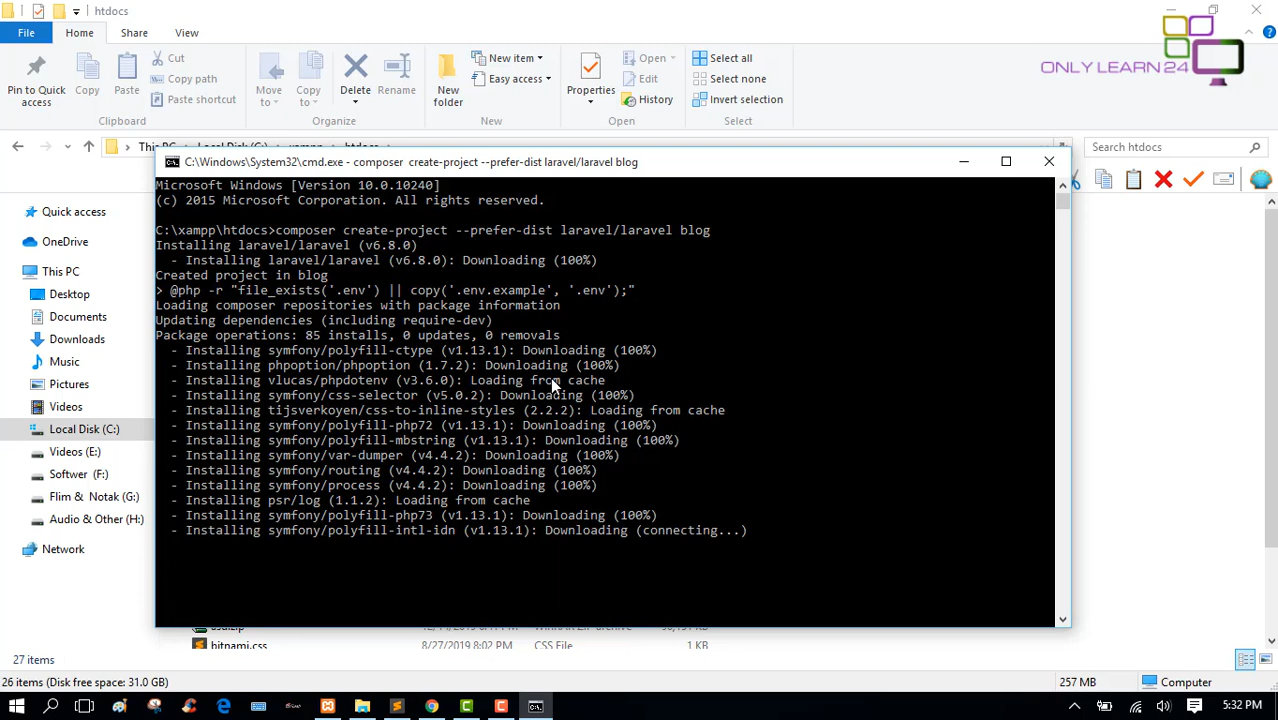 htdocs
File
Home
Share
View
Pin to Quick access
Copy
Paste
Cut
Copy path
Paste shortcut
Clipboard
Move to
Copy to
Delete
Rename
Organize
New folder
New item
Easy access
New
Properties
Open
Edit
History
Open
Select all
Select none
Invert selection
Select
ONLY LEARN 24
Search htdocs
C:\Windows\System32\cmd.exe - composer create-project --prefer-dist laravel/laravel blog
Microsoft Windows [Version 10.0.10240]
(c) 2015 Microsoft Corporation. All rights reserved.
C:\xampp\htdocs>composer create-project --prefer-dist laravel/laravel blog
Installing laravel/laravel (v6.8.0)
- Installing laravel/laravel (v6.8.0): Downloading (100%)
Created project in blog
> @php -r "file_exists('.env') || copy('.env.example', '.env');"
Loading composer repositories with package information
Updating dependencies (including require-dev)
Package operations: 85 installs, 0 updates, 0 removals
- Installing symfony/polyfill-ctype (v1.13.1): Downloading (100%)
- Installing phpoption/phpoption (1.7.2): Downloading (100%)
- Installing vlucas/phpdotenv (v3.6.0): Loading from cache
- Installing symfony/css-selector (v5.0.2): Downloading (100%)
- Installing tijsverkoyen/css-to-inline-styles (2.2.2): Loading from cache
- Installing symfony/polyfill-php72 (v1.13.1): Downloading (100%)
- Installing symfony/polyfill-mbstring (v1.13.1): Downloading (100%)
- Installing symfony/var-dumper (v4.4.2): Downloading (100%)
- Installing symfony/routing (v4.4.2): Downloading (100%)
- Installing symfony/process (v4.4.2): Downloading (100%)
- Installing psr/log (1.1.2): Loading from cache
- Installing symfony/polyfill-php73 (v1.13.1): Downloading (100%)
- Installing symfony/polyfill-intl-idn (v1.13.1): Downloading (connecting...)
Quick access
OneDrive
This PC
Desktop
Documents
Downloads
Music
Pictures
Videos
Local Disk (C:)
Videos (E:)
Softwer (F:)
Flim & Notak (G:)
Audio & Other (H:)
Network
bitnami.css
8/27/2019 8:02 PM
CSS File
1 KB
27 items
26 items (Disk free space: 31.0 GB)
257 MB
Computer
5:32 PM